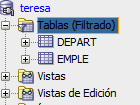 teresa
Tablas (Filtrado)
DEPART
EMPLE
Vistas
Vistas de Edición